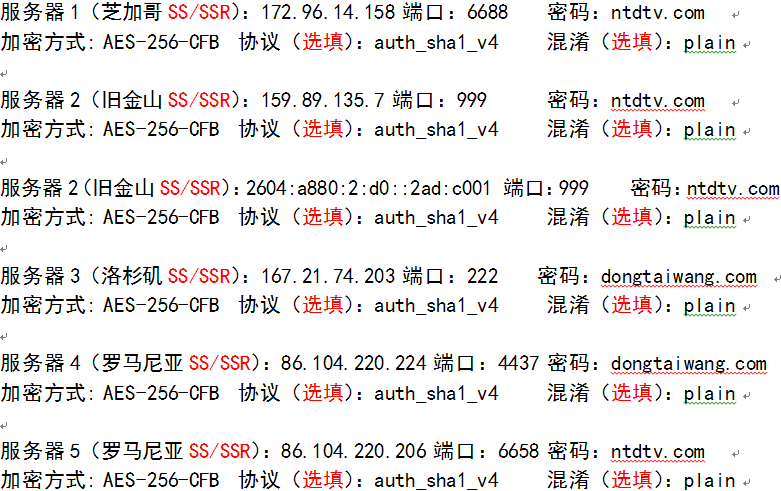 服务器1（芝加哥 SS/SSR）：172.96.14.158 端口：6688 密码：ntdtv.com
加密方式: AES-256-CFB 协议（选填）：auth_sha1_v4 混淆（选填）：plain
服务器2（旧金山 SS/SSR）：159.89.135.7 端口：999 密码：ntdtv.com
加密方式: AES-256-CFB 协议（选填）：auth_sha1_v4 混淆（选填）：plain
服务器2（旧金山 SS/SSR）：2604:a880:2:d0::2ad:c001 端口：999 密码：ntdtv.com
加密方式: AES-256-CFB 协议（选填）：auth_sha1_v4 混淆（选填）：plain
服务器3（洛杉矶 SS/SSR）：167.21.74.203 端口：222 密码：dongtaiwang.com
加密方式: AES-256-CFB 协议（选填）：auth_sha1_v4 混淆（选填）：plain
服务器4（罗马尼亚 SS/SSR）：86.104.220.224 端口：4437 密码：dongtaiwang.com
加密方式: AES-256-CFB 协议（选填）：auth_sha1_v4 混淆（选填）：plain
服务器5（罗马尼亚 SS/SSR）：86.104.220.206 端口：6658 密码：ntdtv.com
加密方式: AES-256-CFB 协议（选填）：auth_sha1_v4 混淆（选填）：plain